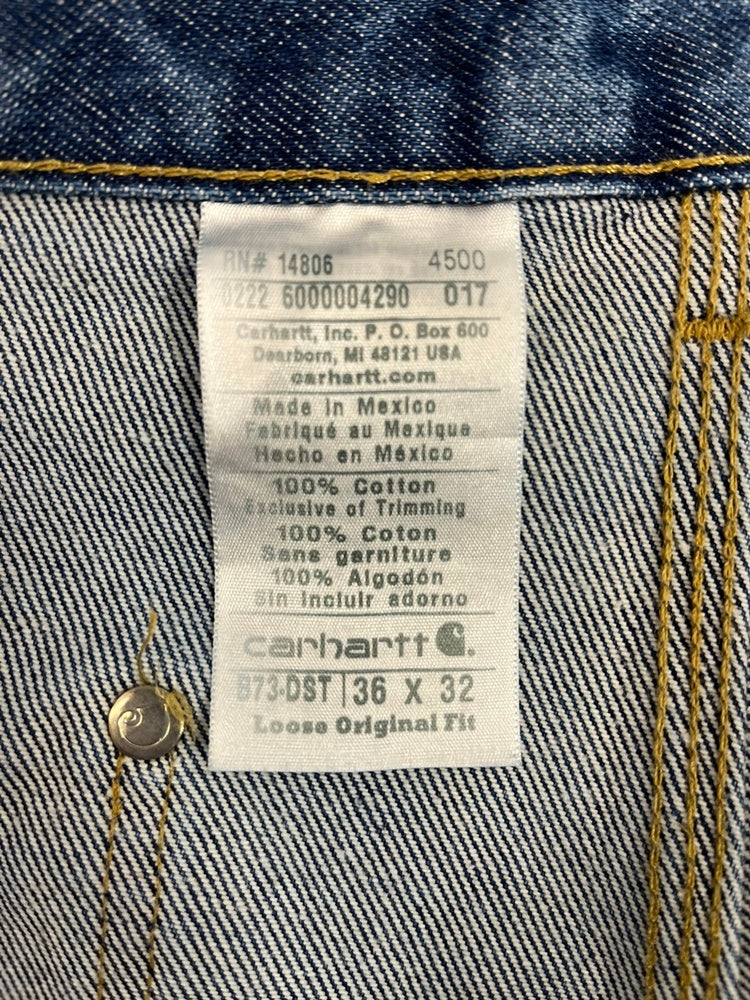 RN# 14806 4500
0222 6000004290 017
Carhartt, Inc. P. O. Box 600
Dearborn, MI 48121 USA
carhartt.com
Made in Mexico
Fabriqué au Mexique
Hecho en México
100% Cotton
Exclusive of Trimming
100% Coton
Sans garniture
100% Algodón
Sin incluir adorno
carhartt
B73-DST | 36 X 32
Loose Original Fit